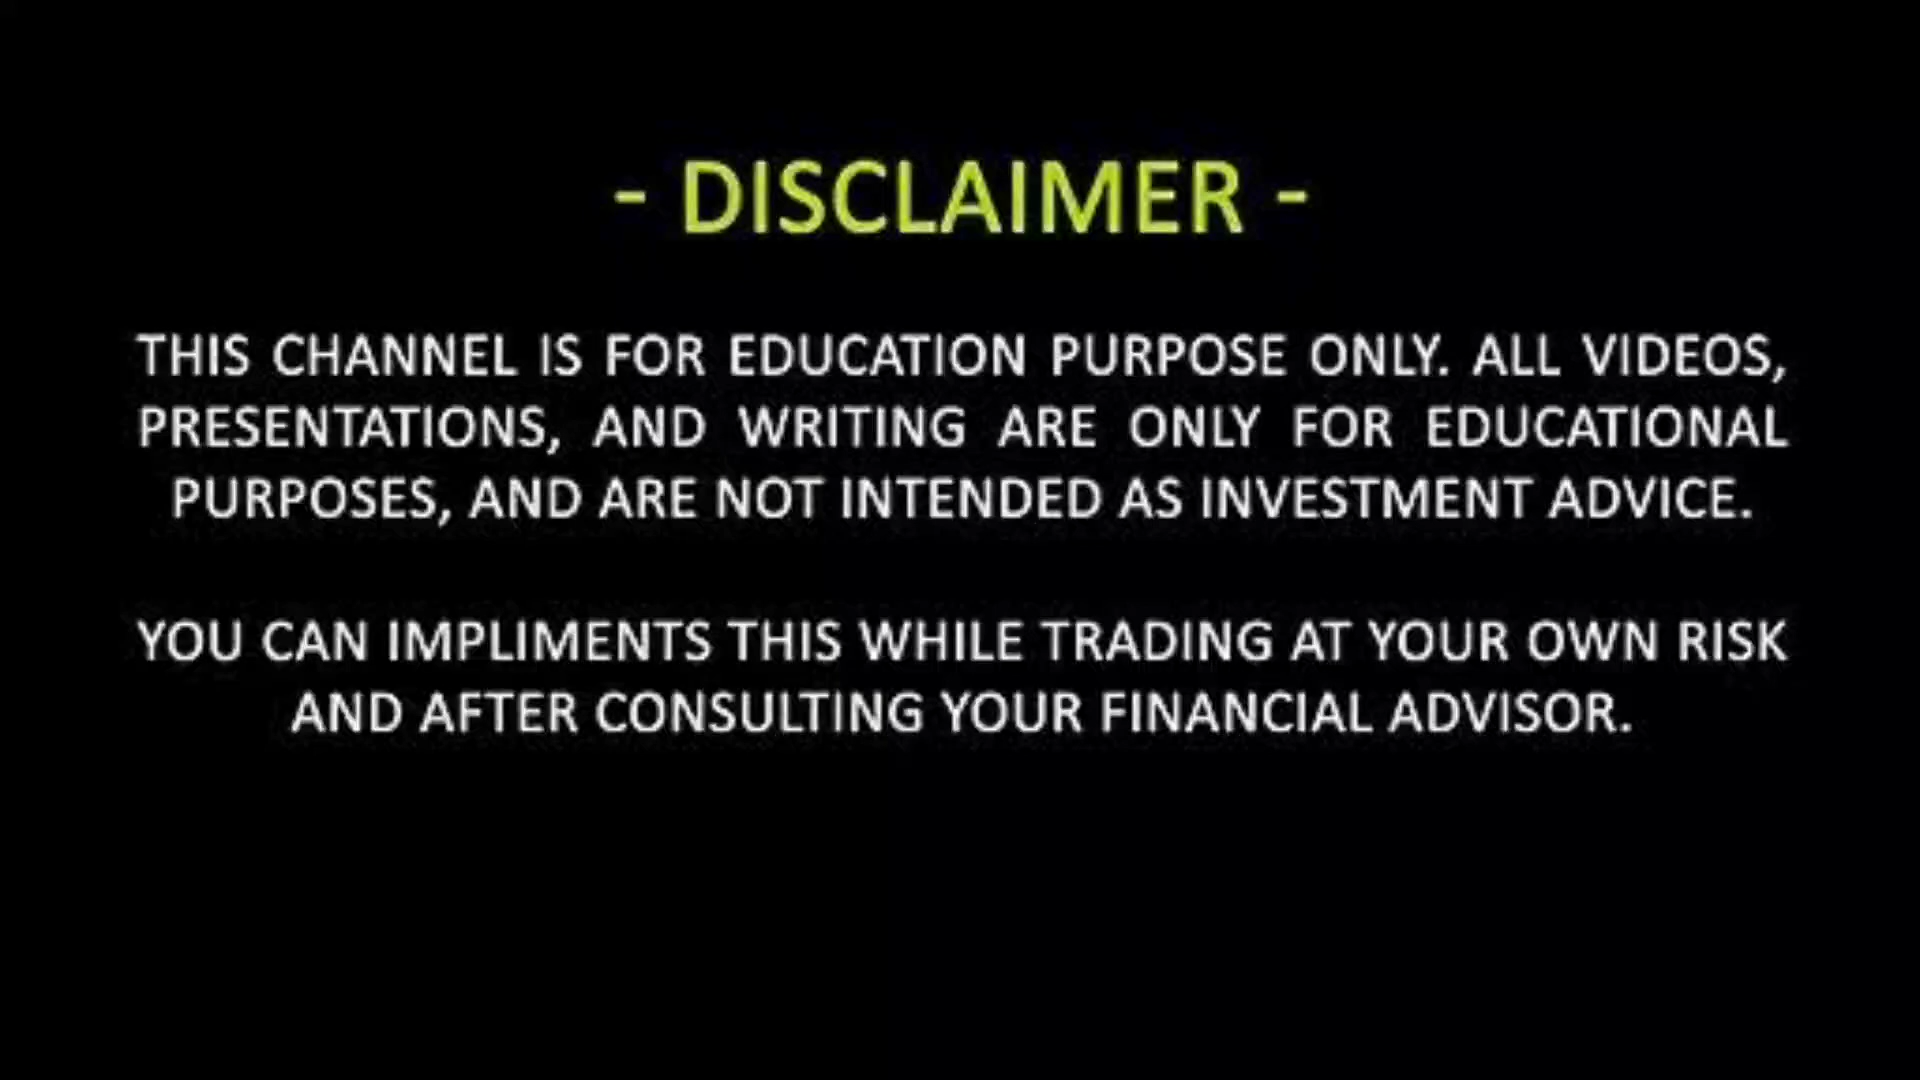 - DISCLAIMER -
THIS CHANNEL IS FOR EDUCATION PURPOSE ONLY. ALL VIDEOS,
PRESENTATIONS, AND WRITING ARE ONLY FOR EDUCATIONAL
PURPOSES, AND ARE NOT INTENDED AS INVESTMENT ADVICE.
YOU CAN IMPLIMENTS THIS WHILE TRADING AT YOUR OWN RISK
AND AFTER CONSULTING YOUR FINANCIAL ADVISOR.